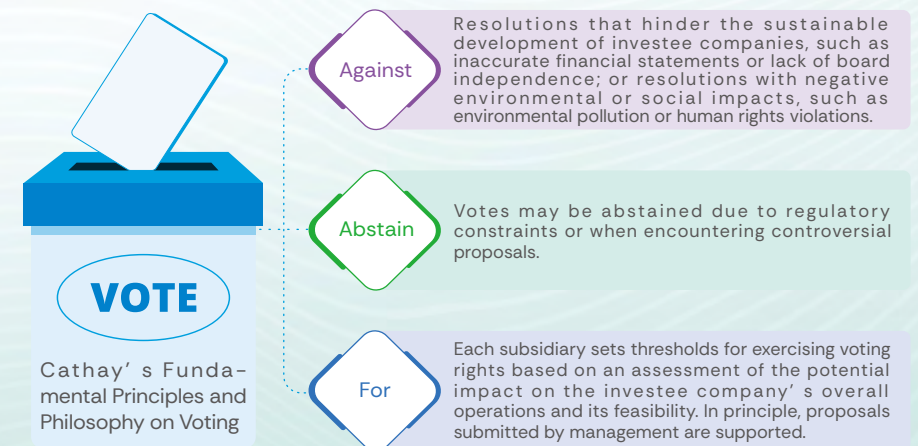 VOTE
Cathay’ s Funda-
mental Principles and
Philosophy on Voting
Against
Resolutions that hinder the sustainable
development of investee companies, such as
inaccurate financial statements or lack of board
independence; or resolutions with negative
environmental or social impacts, such as
environmental pollution or human rights violations.
Abstain
Votes may be abstained due to regulatory
constraints or when encountering controversial
proposals.
For
Each subsidiary sets thresholds for exercising voting
rights based on an assessment of the potential
impact on the investee company’ s overall
operations and its feasibility. In principle, proposals
submitted by management are supported.